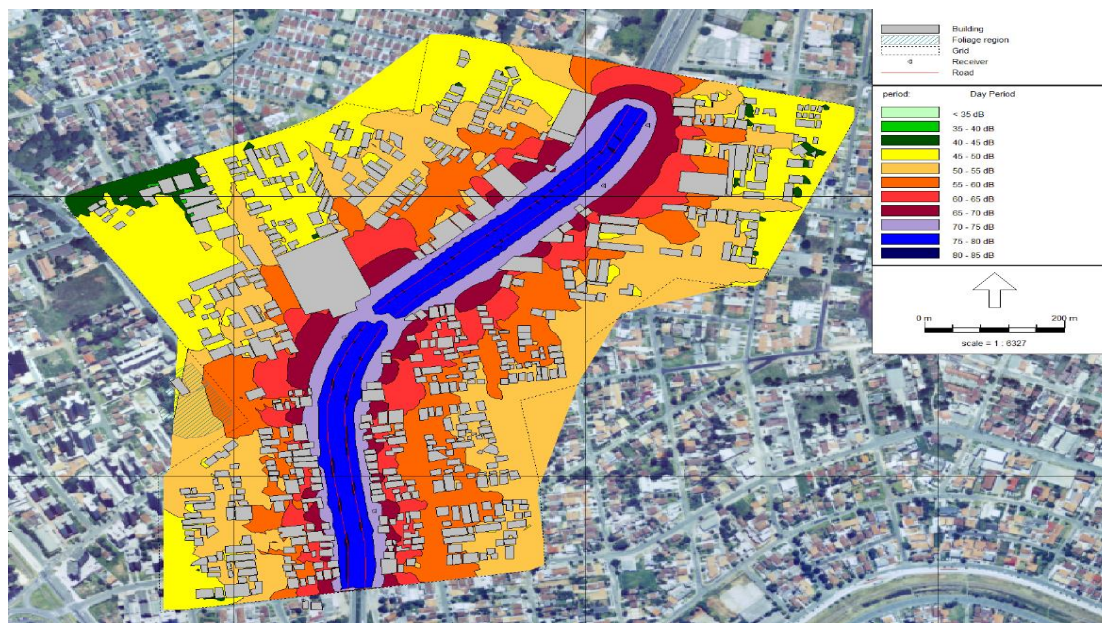 Building
Foliage region
Grid
Receiver
Road
period: Day Period
< 35 dB
35 - 40 dB
40 - 45 dB
45 - 50 dB
50 - 55 dB
55 - 60 dB
60 - 65 dB
65 - 70 dB
70 - 75 dB
75 - 80 dB
80 - 85 dB
0 m 200 m
scale = 1 : 6327